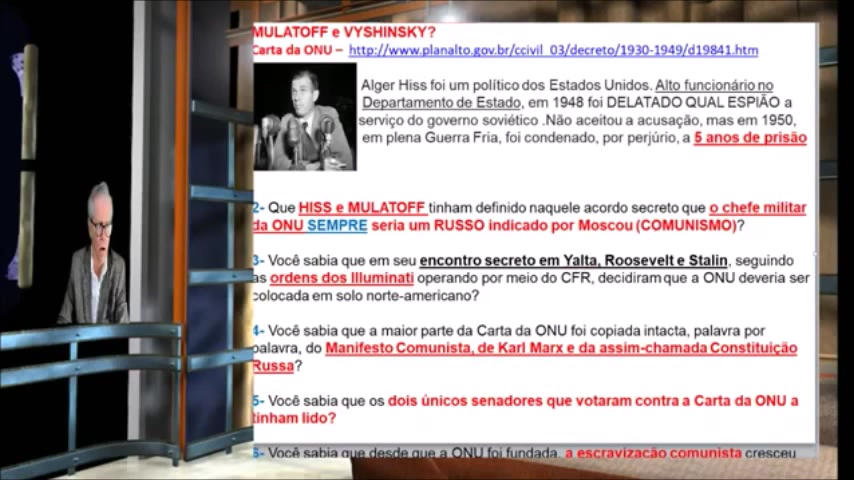 MULATOFF e VYSHINSKY?
Carta da ONU – http://www.planalto.gov.br/ccivil_03/decreto/1930-1949/d19841.htm
Alger Hiss foi um político dos Estados Unidos. Alto funcionário no
Departamento de Estado, em 1948 foi DELATADO QUAL ESPIÃO a
serviço do governo soviético .Não aceitou a acusação, mas em 1950,
em plena Guerra Fria, foi condenado, por perjúrio, a 5 anos de prisão
2- Que HISS e MULATOFF tinham definido naquele acordo secreto que o chefe militar
da ONU SEMPRE seria um RUSSO indicado por Moscou (COMUNISMO)?
3- Você sabia que em seu encontro secreto em Yalta, Roosevelt e Stalin, seguindo
as ordens dos Illuminati operando por meio do CFR, decidiram que a ONU deveria ser
colocada em solo norte-americano?
4- Você sabia que a maior parte da Carta da ONU foi copiada intacta, palavra por
palavra, do Manifesto Comunista, de Karl Marx e da assim-chamada Constituição
Russa?
5- Você sabia que os dois únicos senadores que votaram contra a Carta da ONU a
tinham lido?
6- Você sabia que desde que a ONU foi fundada, a escravização comunista cresceu